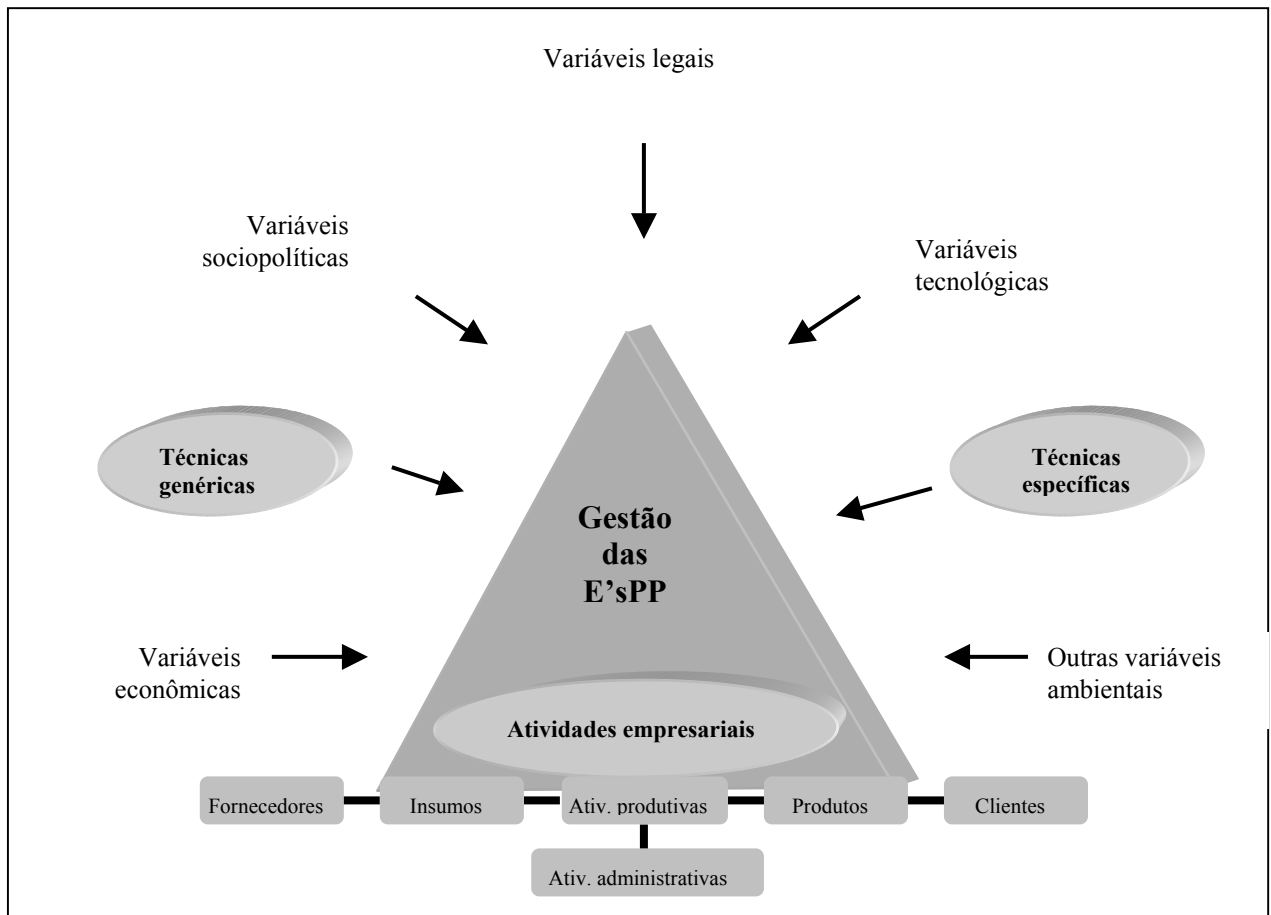 Variáveis legais
Variáveis
sociopolíticas
Variáveis
tecnológicas
Técnicas
genéricas
Técnicas
específicas
Gestão
das
E’sPP
Variáveis
econômicas
Outras variáveis
ambientais
Atividades empresariais
Fornecedores
Insumos
Ativ. produtivas
Produtos
Clientes
Ativ. administrativas